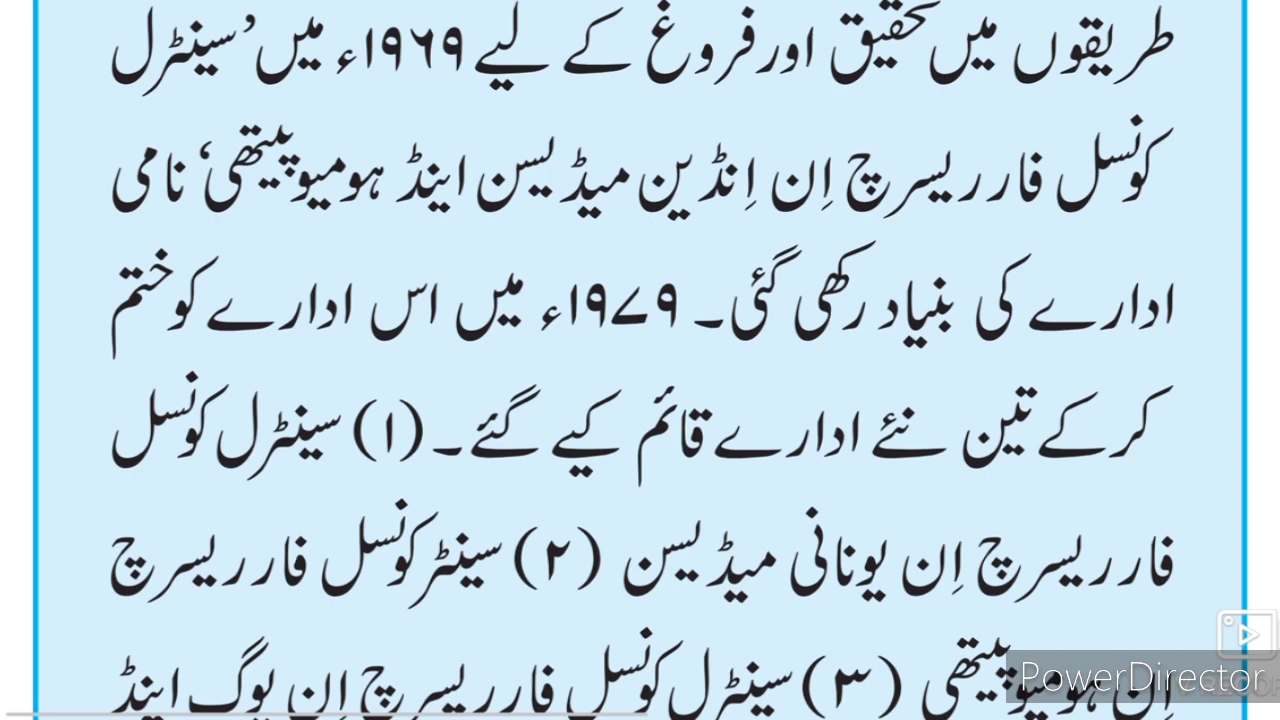 طریقوں میں تحقیق اور فروغ کے لیے ۱۹۶۹ء میں ’سینٹرل
کونسل فار ریسرچ اِن اِنڈین میڈیسن اینڈ ہومیوپیتھی‘ نامی
ادارے کی بنیاد رکھی گئی۔ ۱۹۷۹ء میں اس ادارے کو ختم
کر کے تین نئے ادارے قائم کیے گئے۔ (۱) سینٹرل کونسل
فار ریسرچ اِن یونانی میڈیسن (۲) سینٹر کونسل فار ریسرچ
اِن ہومیوپیتھی (۳) سینٹرل کونسل فار ریسرچ اِن یوگ اینڈ
PowerDirector